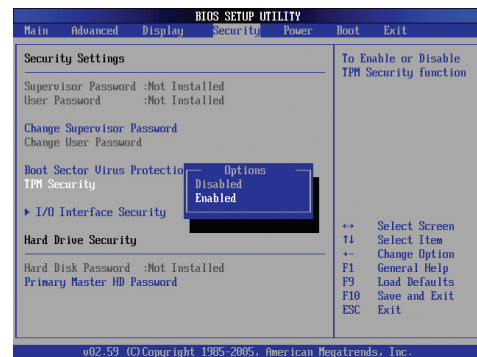 BIOS SETUP UTILITY
Main Advanced Display Security Power Boot Exit
Security Settings
Supervisor Password :Not Installed
User Password :Not Installed
Change Supervisor Password
Change User Password
Boot Sector Virus Protectio
TPM Security
▶ I/O Interface Security
Hard Drive Security
Hard Disk Password :Not Installed
Primary Master HD Password
Options
Disabled
Enabled
To Enable or Disable
TPM Security function
↔ Select Screen
↑↓ Select Item
+- Change Option
F1 General Help
F9 Load Defaults
F10 Save and Exit
ESC Exit
v02.59 (C)Copyright 1985-2005, American Megatrends, Inc.